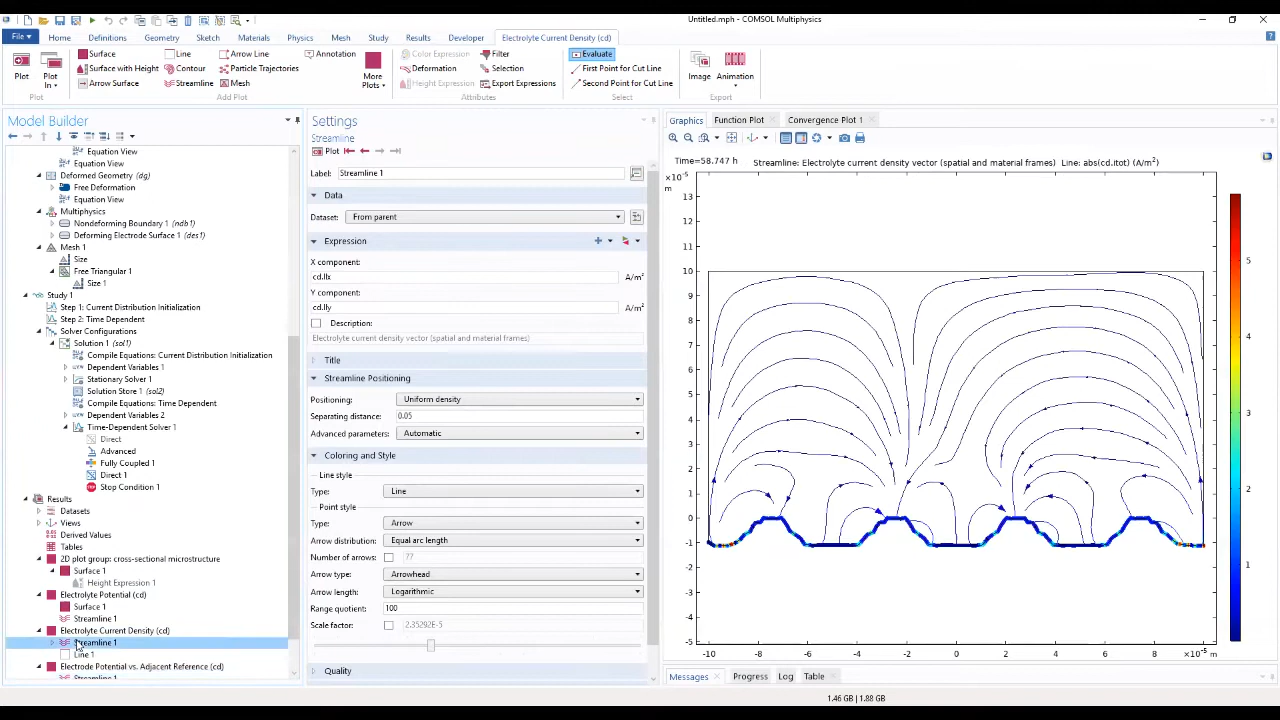 Untitled.mph - COMSOL Multiphysics
File Home Definitions Geometry Sketch Materials Physics Mesh Study Results Developer Electrolyte Current Density (cd)
Surface Line Arrow Line Annotation Color Expression Filter Evaluate
Surface with Height Contour Particle Trajectories Deformation Selection First Point for Cut Line
Arrow Surface Streamline Mesh Height Expression Export Expressions Second Point for Cut Line
Plot Plot In More Plots Image Animation
Plot Add Plot Attributes Select Export
Model Builder
Equation View
Equation View
Deformed Geometry (dg)
Free Deformation
Equation View
Multiphysics
Nondeforming Boundary 1 (ndb1)
Deforming Electrode Surface 1 (des1)
Mesh 1
Size
Free Triangular 1
Size 1
Study 1
Step 1: Current Distribution Initialization
Step 2: Time Dependent
Solver Configurations
Solution 1 (sol1)
Compile Equations: Current Distribution Initialization
Dependent Variables 1
Stationary Solver 1
Solution Store 1 (sol2)
Compile Equations: Time Dependent
Dependent Variables 2
Time-Dependent Solver 1
Direct
Advanced
Fully Coupled 1
Direct 1
Stop Condition 1
Results
Datasets
Views
Derived Values
Tables
2D plot group: cross-sectional microstructure
Surface 1
Height Expression 1
Electrolyte Potential (cd)
Surface 1
Streamline 1
Electrolyte Current Density (cd)
Streamline 1
Line 1
Electrode Potential vs. Adjacent Reference (cd)
Streamline 1
Settings
Streamline
Plot
Label: Streamline 1
Data
Dataset: From parent
Expression
X component:
cd.Ilx A/m²
Y component:
cd.Ily A/m²
Description:
Electrolyte current density vector (spatial and material frames)
Title
Streamline Positioning
Positioning: Uniform density
Separating distance: 0.05
Advanced parameters: Automatic
Coloring and Style
Line style
Type: Line
Point style
Type: Arrow
Arrow distribution: Equal arc length
Number of arrows: 77
Arrow type: Arrowhead
Arrow length: Logarithmic
Range quotient: 100
Scale factor: 2.35292E-5
Quality
Graphics Function Plot Convergence Plot 1
Time=58.747 h Streamline: Electrolyte current density vector (spatial and material frames) Line: abs(cd.itot) (A/m²)
×10⁻⁵
m
13
12
11
10
9
8
7
6
5
4
3
2
1
0
-1
-2
-3
-4
-5
-10 -8 -6 -4 -2 0 2 4 6 8 ×10⁻⁵ m
5
4
3
2
1
Messages Progress Log Table
1.46 GB | 1.88 GB